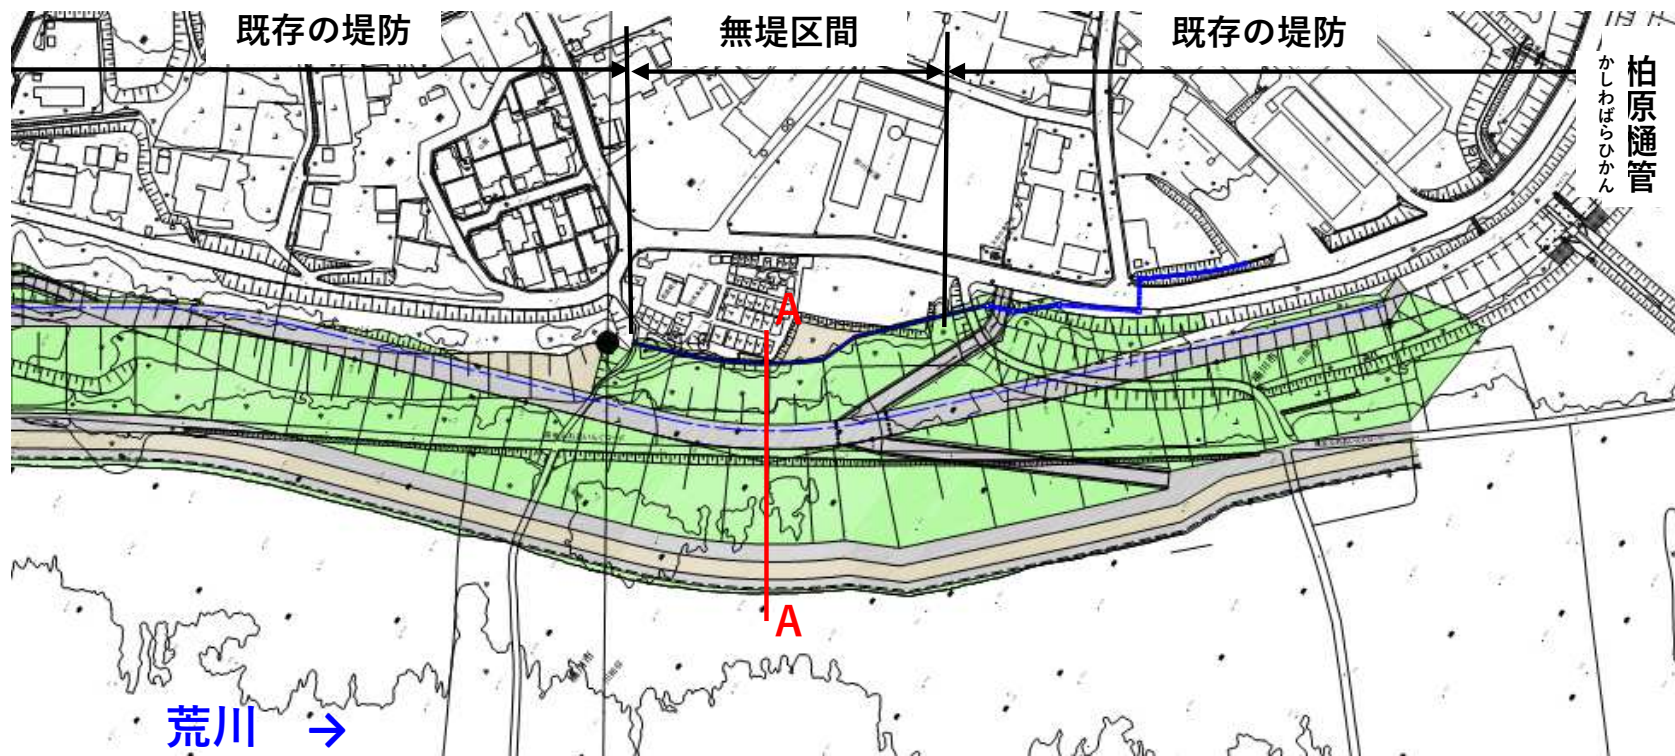 既存の堤防
無堤区間
既存の堤防
柏原樋管
かしわばらひかん
A
A
荒川 →